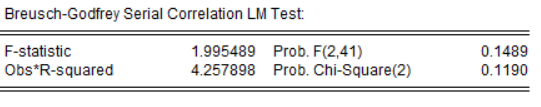 Breusch-Godfrey Serial Correlation LM Test:
F-statistic 1.995489 Prob. F(2,41) 0.1489
Obs*R-squared 4.257898 Prob. Chi-Square(2) 0.1190